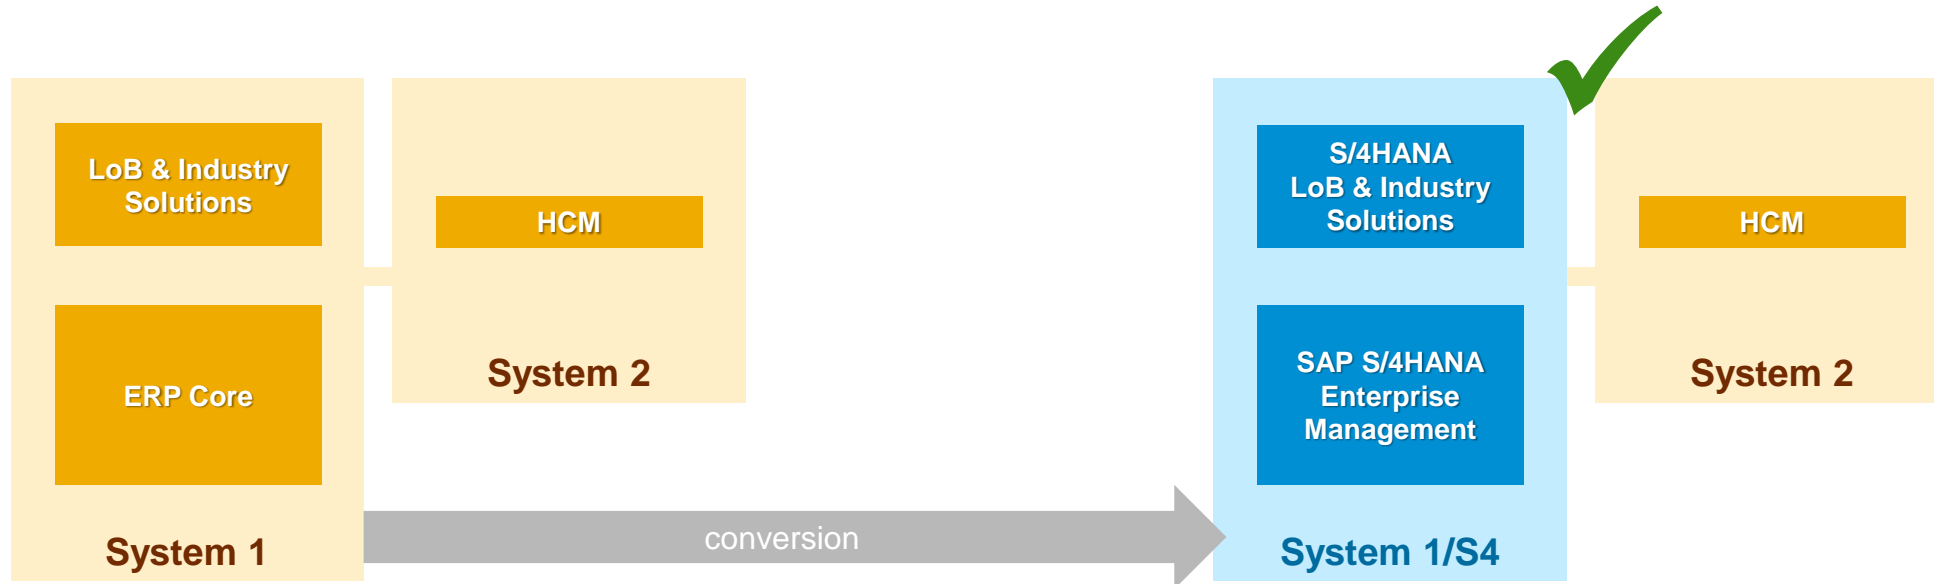 LoB & Industry
Solutions
ERP Core
System 1
HCM
System 2
conversion
S/4HANA
LoB & Industry
Solutions
SAP S/4HANA
Enterprise
Management
System 1/S4
HCM
System 2